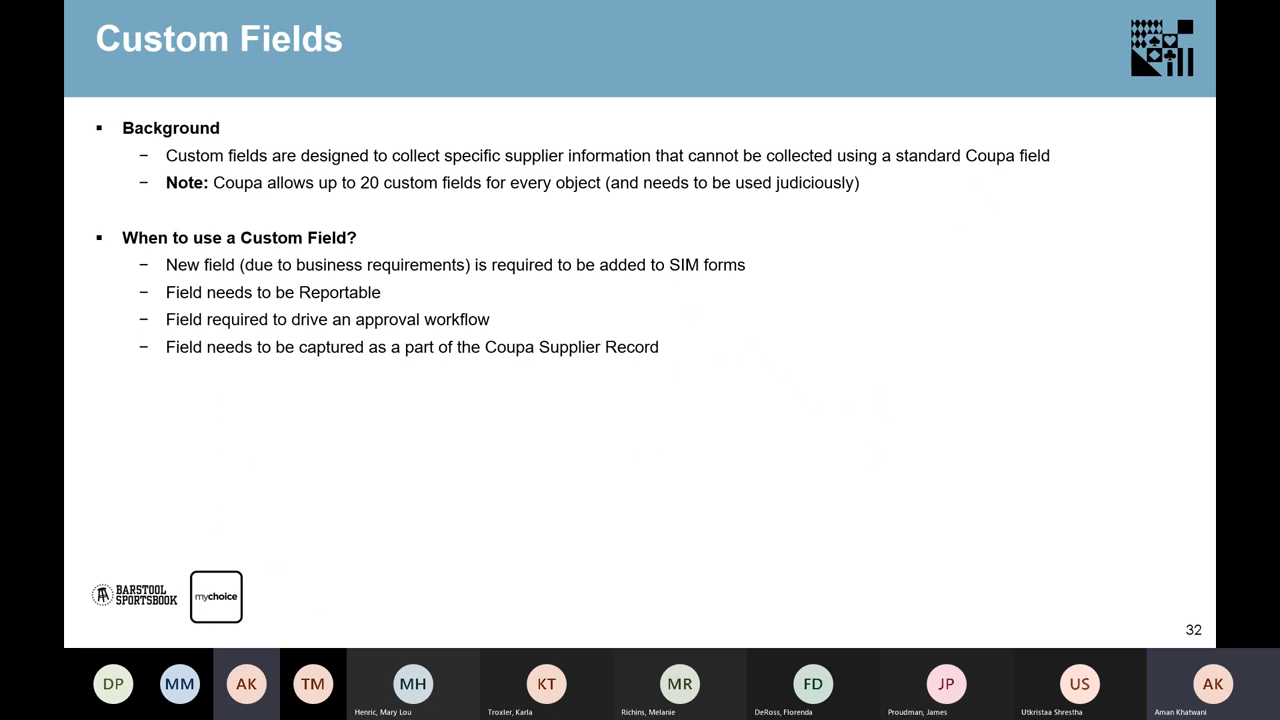 Custom Fields
▪ Background
− Custom fields are designed to collect specific supplier information that cannot be collected using a standard Coupa field
− Note: Coupa allows up to 20 custom fields for every object (and needs to be used judiciously)
▪ When to use a Custom Field?
− New field (due to business requirements) is required to be added to SIM forms
− Field needs to be Reportable
− Field required to drive an approval workflow
− Field needs to be captured as a part of the Coupa Supplier Record
BARSTOOL
SPORTSBOOK
mychoice
32
DP MM AK TM MH KT MR FD JP US AK
Henric, Mary Lou Troxler, Karla Richins, Melanie DeRoss, Florenda Proudman, James Utkristaa Shrestha Aman Khatwani